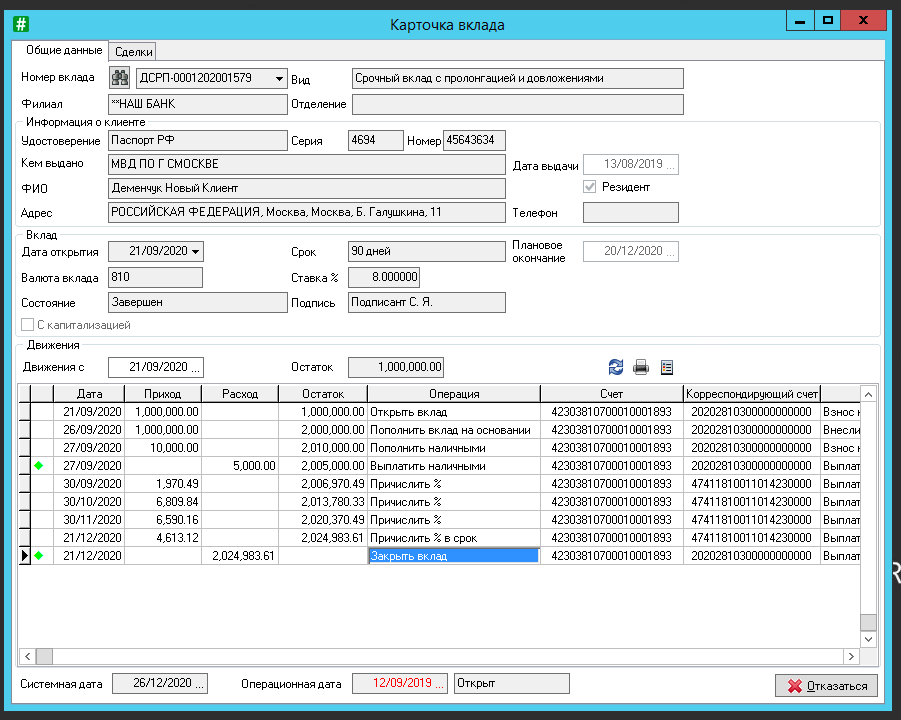 #
Карточка вклада
Общие данные Сделки
Номер вклада ДСРП-0001202001579 Вид Срочный вклад с пролонгацией и довложениями
Филиал **НАШ БАНК Отделение
Информация о клиенте
Удостоверение Паспорт РФ Серия 4694 Номер 45643634
Кем выдано МВД ПО Г СМОСКВЕ Дата выдачи 13/08/2019 ...
ФИО Деменчук Новый Клиент Резидент
Адрес РОССИЙСКАЯ ФЕДЕРАЦИЯ, Москва, Москва, Б. Галушкина, 11 Телефон
Вклад
Дата открытия 21/09/2020 Срок 90 дней Плановое окончание 20/12/2020 ...
Валюта вклада 810 Ставка % 8.000000
Состояние Завершен Подпись Подписант С. Я.
С капитализацией
Движения
Движения с 21/09/2020 ... Остаток 1,000,000.00
Дата Приход Расход Остаток Операция Счет Корреспондирующий счет
21/09/2020 1,000,000.00 1,000,000.00 Открыть вклад 42303810700010001893 20202810300000000000 Взнос
26/09/2020 1,000,000.00 2,000,000.00 Пополнить вклад на основании 42303810700010001893 20202810300000000000 Внесли
27/09/2020 10,000.00 2,010,000.00 Пополнить наличными 42303810700010001893 20202810300000000000 Взнос
27/09/2020 5,000.00 2,005,000.00 Выплатить наличными 42303810700010001893 20202810300000000000 Выплат
30/09/2020 1,970.49 2,006,970.49 Причислить % 42303810700010001893 47411810011014230000 Выплат
30/10/2020 6,809.84 2,013,780.33 Причислить % 42303810700010001893 47411810011014230000 Выплат
30/11/2020 6,590.16 2,020,370.49 Причислить % 42303810700010001893 47411810011014230000 Выплат
21/12/2020 4,613.12 2,024,983.61 Причислить % в срок 42303810700010001893 47411810011014230000 Выплат
21/12/2020 2,024,983.61 Закрыть вклад 42303810700010001893 20202810300000000000 Выплат
Системная дата 26/12/2020 ... Операционная дата 12/09/2019 ... Открыт Отказаться